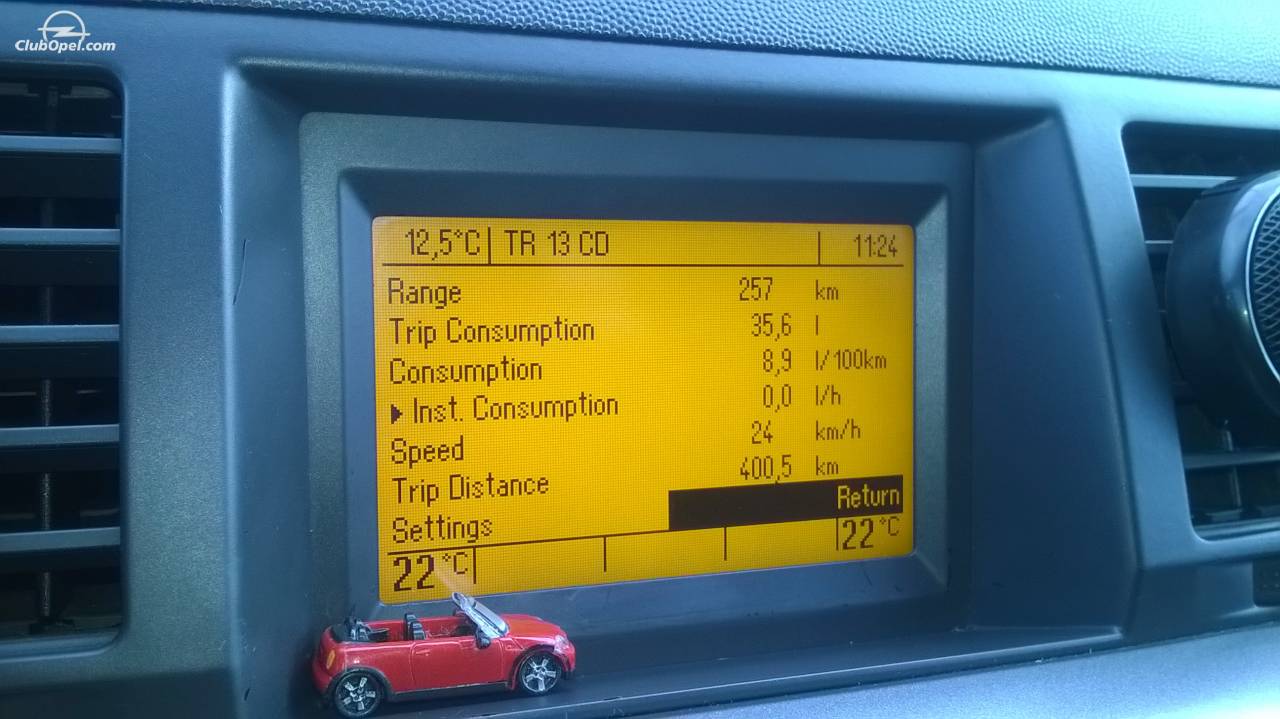 ClubOpel.com
12,5°C TR 13 CD 11:24
Range 257 km
Trip Consumption 35,6 l
Consumption 8,9 l/100km
Inst. Consumption 0,0 l/h
Speed 24 km/h
Trip Distance 400,5 km
Settings Return
22°C 22°C